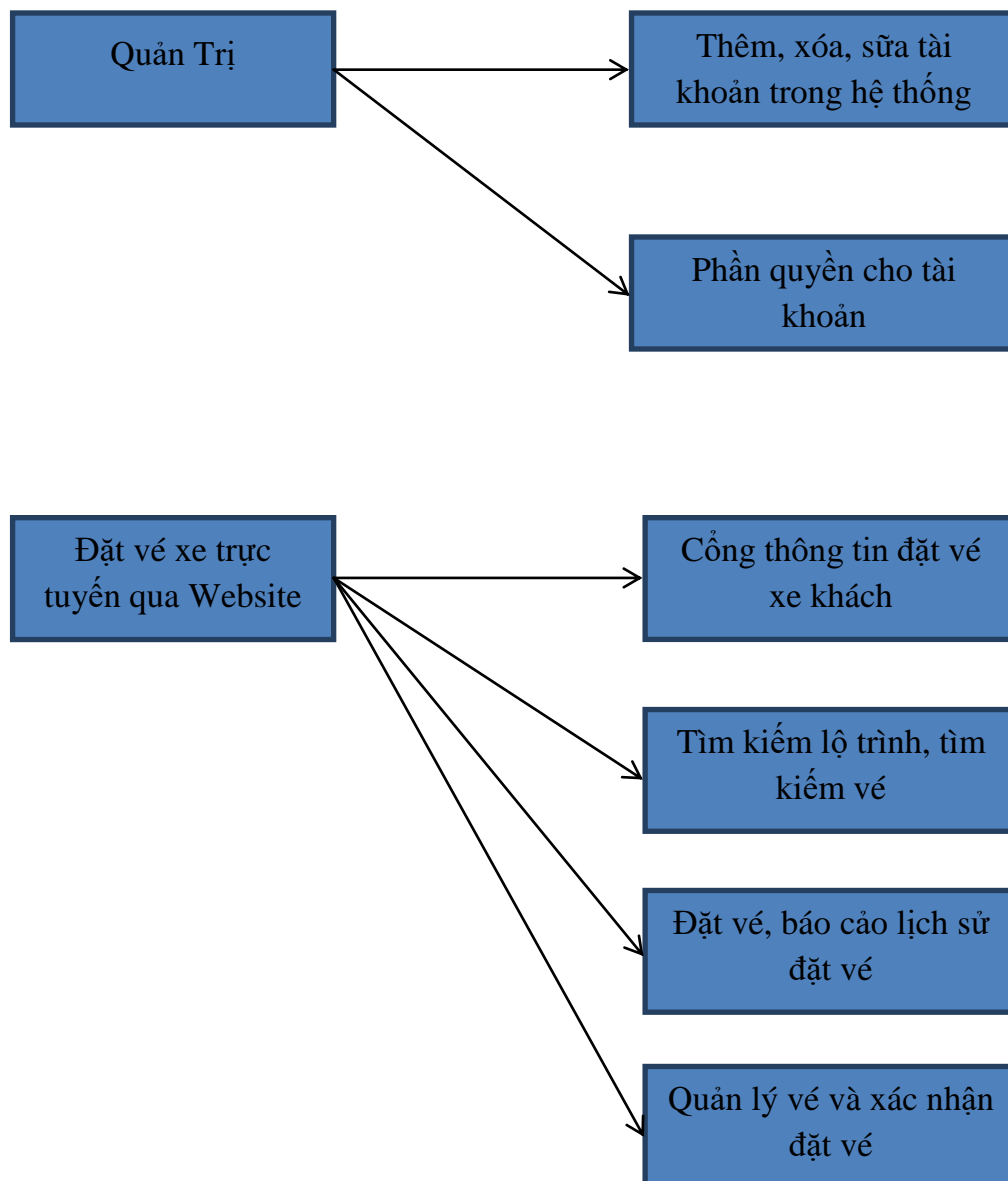 Quản Trị
Thêm, xóa, sữa tài
khoản trong hệ thống
Phần quyền cho tài
khoản
Đặt vé xe trực
tuyến qua Website
Cổng thông tin đặt vé
xe khách
Tìm kiếm lộ trình, tìm
kiếm vé
Đặt vé, báo cảo lịch sử
đặt vé
Quản lý vé và xác nhận
đặt vé